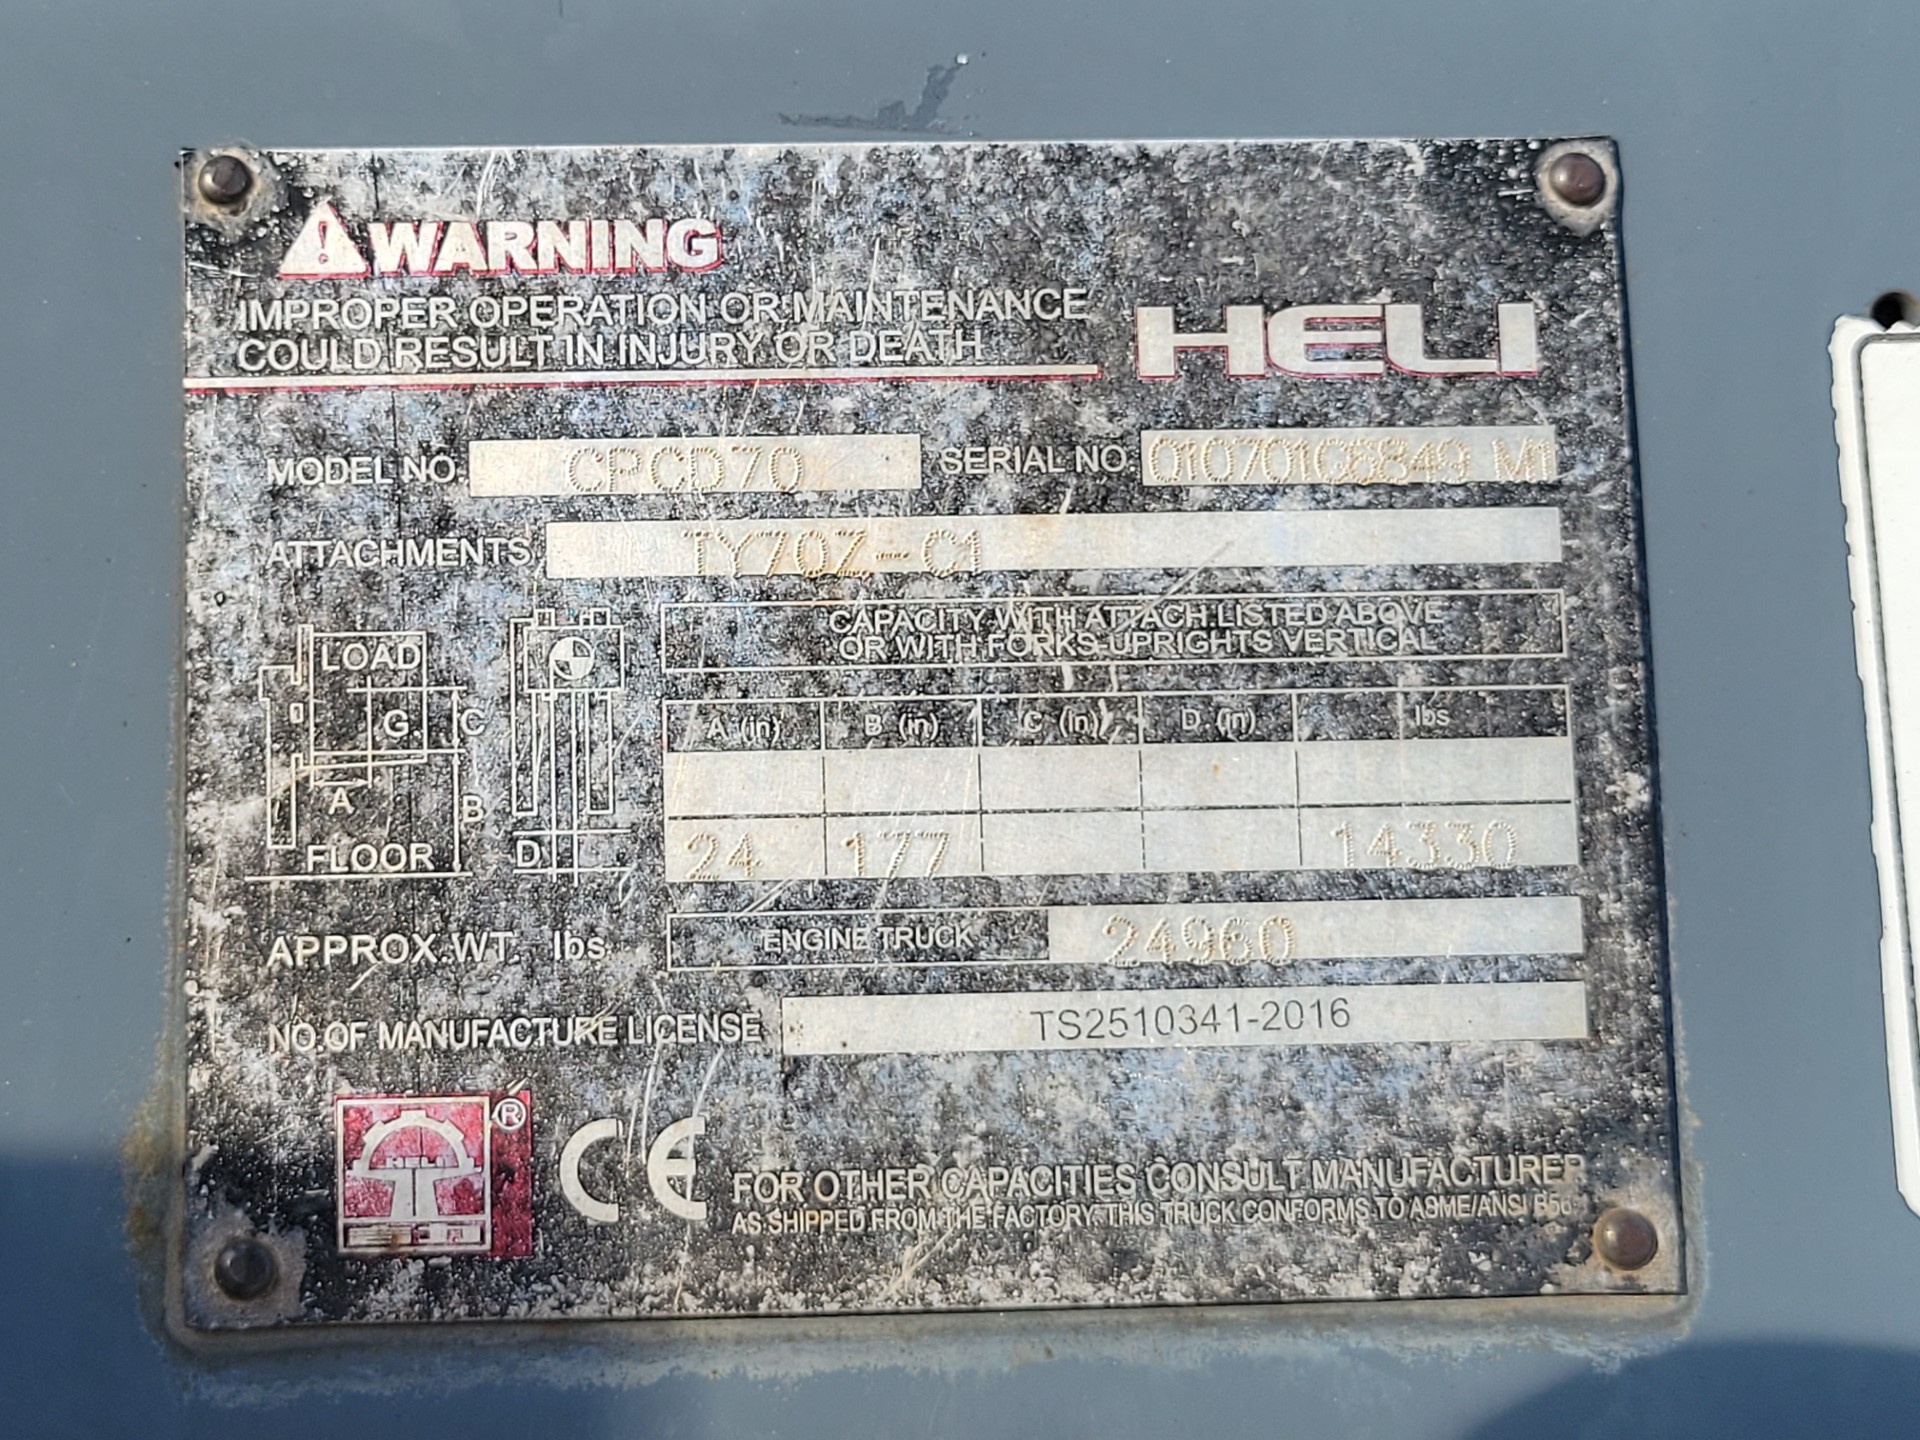 WARNING
IMPROPER OPERATION OR MAINTENANCE
COULD RESULT IN INJURY OR DEATH
HELI
MODEL NO. CPCD70 SERIAL NO. 010701C6849 M1
ATTACHMENTS TY70Z-C1
CAPACITY WITH ATTACH.LISTED ABOVE
OR WITH FORKS-UPRIGHTS VERTICAL
LOAD
G C
A B
FLOOR D
A (in) B (in) C (in) D (in) lbs
24 177 14330
APPROX.WT. lbs ENGINE TRUCK 24960
NO.OF MANUFACTURE LICENSE TS2510341-2016
HELI ® CE
FOR OTHER CAPACITIES CONSULT MANUFACTURER
AS SHIPPED FROM THE FACTORY.THIS TRUCK CONFORMS TO ASME/ANSI